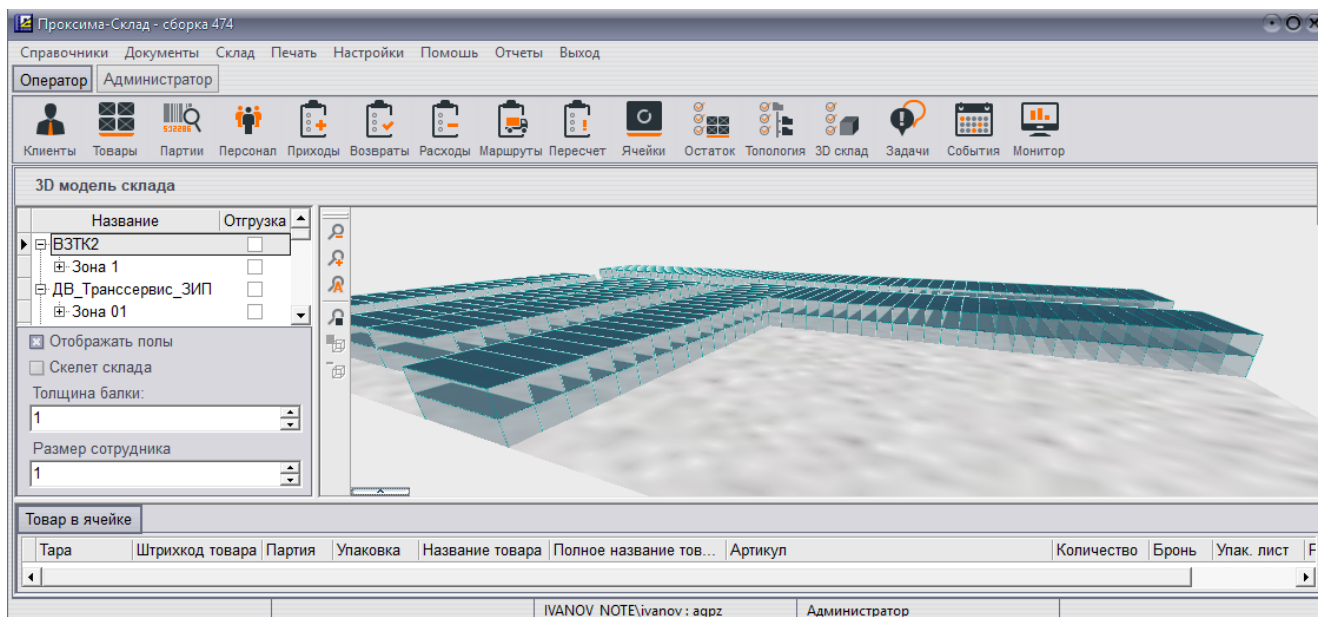 Проксима-Склад - сборка 474
Справочники Документы Склад Печать Настройки Помошь Отчеты Выход
Оператор Администратор
532286
Клиенты Товары Партии Персонал Приходы Возвраты Расходы Маршруты Пересчет Ячейки Остаток Топология 3D склад Задачи События Монитор
3D модель склада
Название Отгрузка
ВЗТК2
Зона 1
ДВ_Транссервис_ЗИП
Зона 01
Отображать полы
Скелет склада
Толщина балки:
1
Размер сотрудника
1
Товар в ячейке
Тара Штрихкод товара Партия Упаковка Название товара Полное название тов... Артикул Количество Бронь Упак. лист F
IVANOV_NOTE\ivanov : agpz Администратор